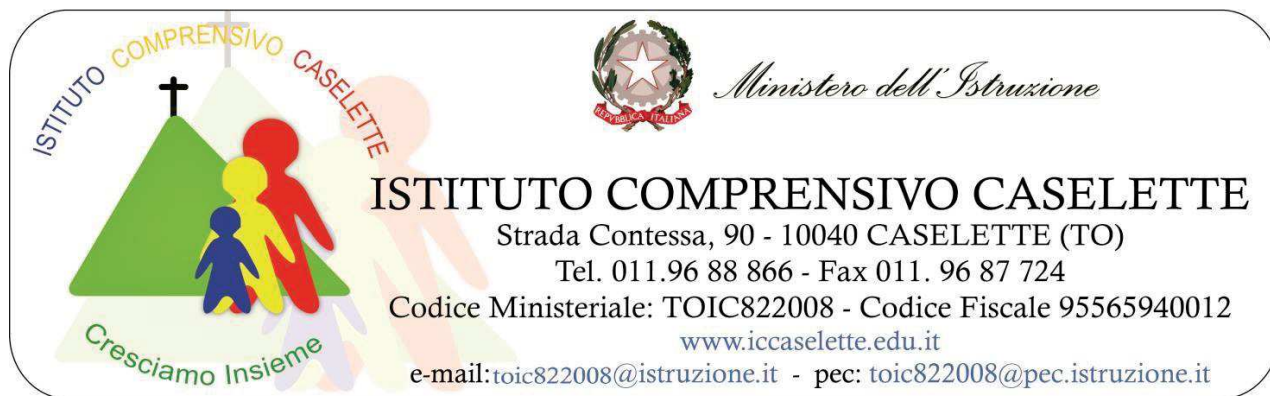 ISTITUTO COMPRENSIVO CASELETTE
Cresciamo Insieme
REPVBBLICA ITALIANA
Ministero dell'Istruzione
ISTITUTO COMPRENSIVO CASELETTE
Strada Contessa, 90 - 10040 CASELETTE (TO)
Tel. 011.96 88 866 - Fax 011. 96 87 724
Codice Ministeriale: TOIC822008 - Codice Fiscale 95565940012
www.iccaselette.edu.it
e-mail:toic822008@istruzione.it - pec: toic822008@pec.istruzione.it